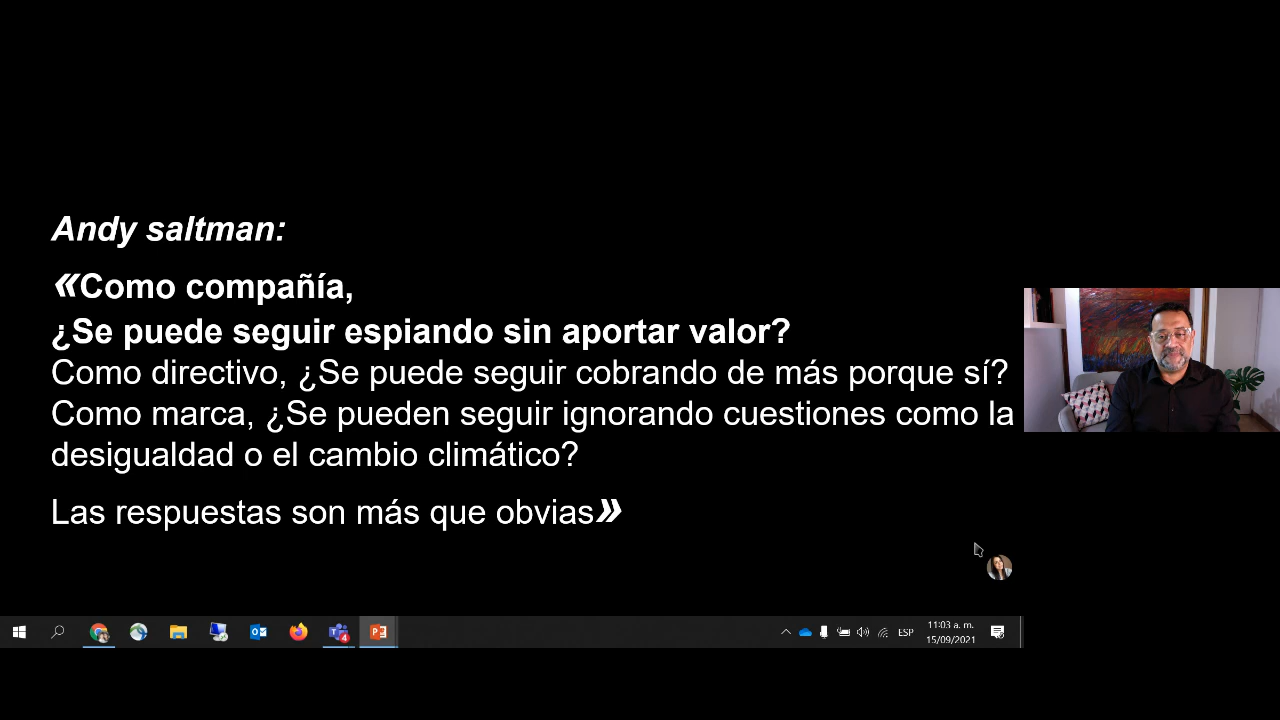 Andy saltman:
«Como compañía,
¿Se puede seguir espiando sin aportar valor?
Como directivo, ¿Se puede seguir cobrando de más porque sí?
Como marca, ¿Se pueden seguir ignorando cuestiones como la
desigualdad o el cambio climático?
Las respuestas son más que obvias»
ESP
11:03 a. m.
15/09/2021
4